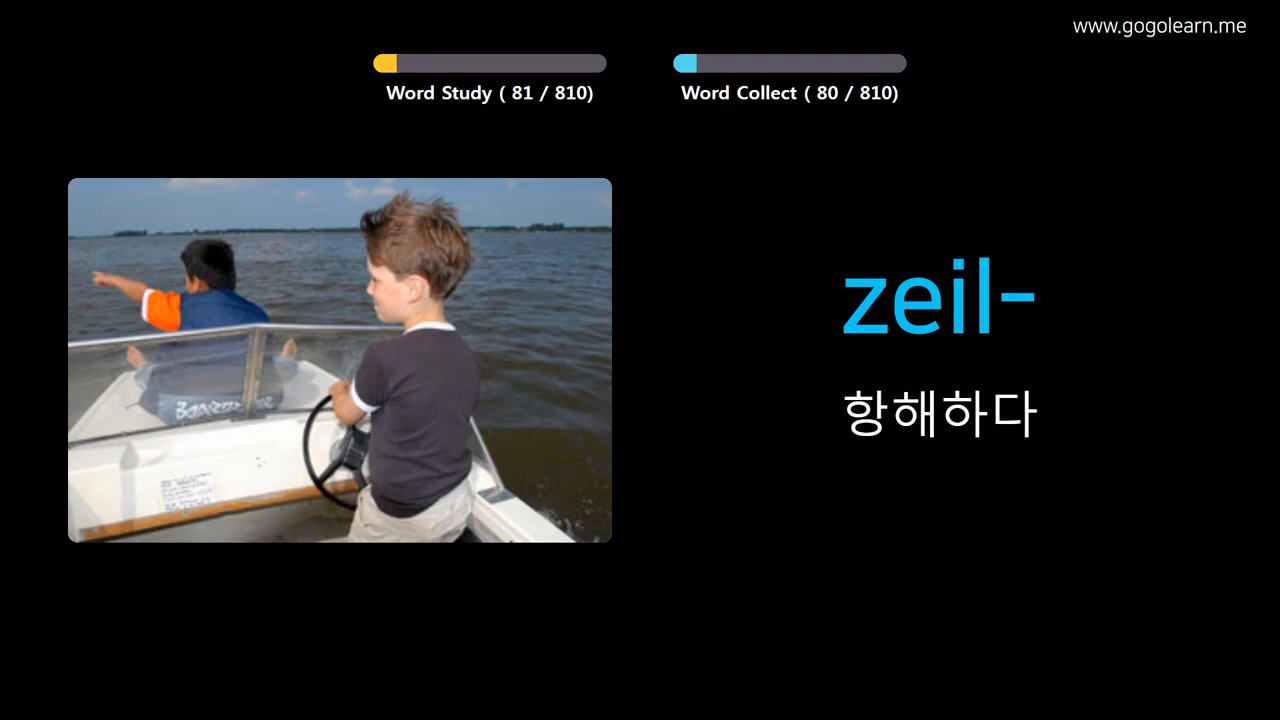 www.gogolearn.me
Word Study ( 81 / 810)
Word Collect ( 80 / 810)
zeil-
항해하다